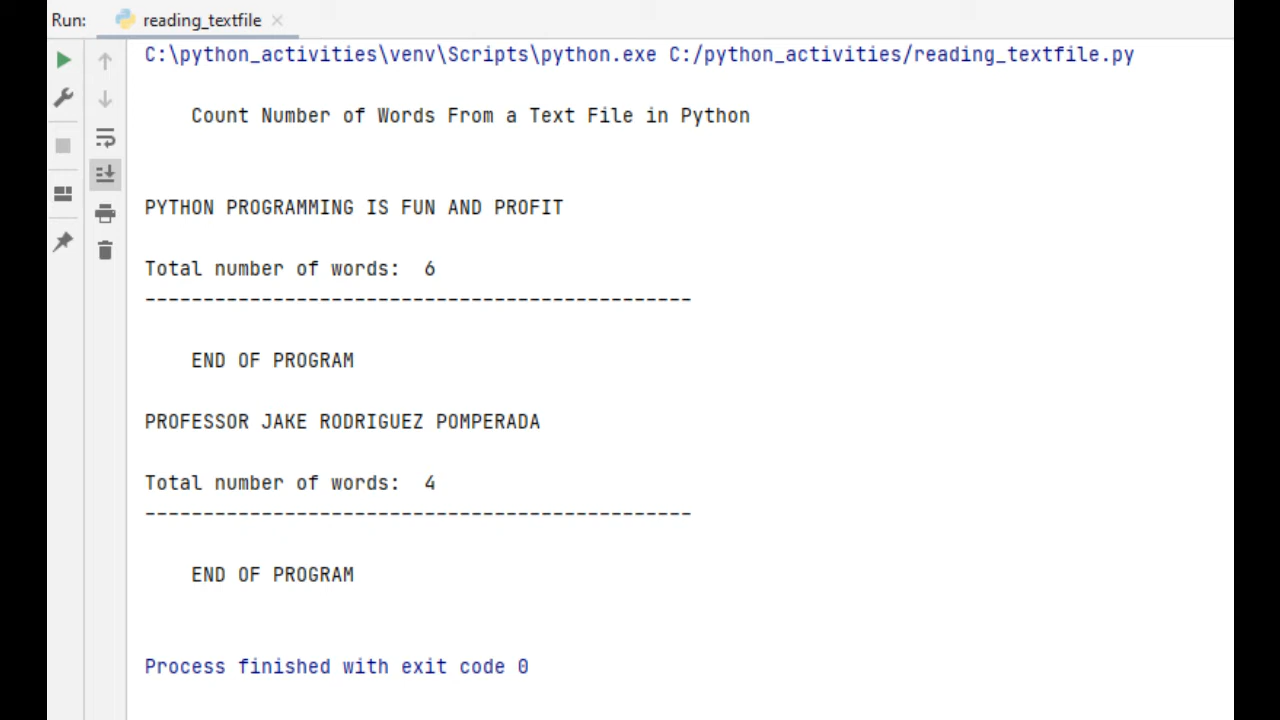 Run: reading_textfile
C:\python_activities\venv\Scripts\python.exe C:/python_activities/reading_textfile.py
Count Number of Words From a Text File in Python
PYTHON PROGRAMMING IS FUN AND PROFIT
Total number of words:  6
-----------------------------------------------
END OF PROGRAM
PROFESSOR JAKE RODRIGUEZ POMPERADA
Total number of words:  4
-----------------------------------------------
END OF PROGRAM
Process finished with exit code 0